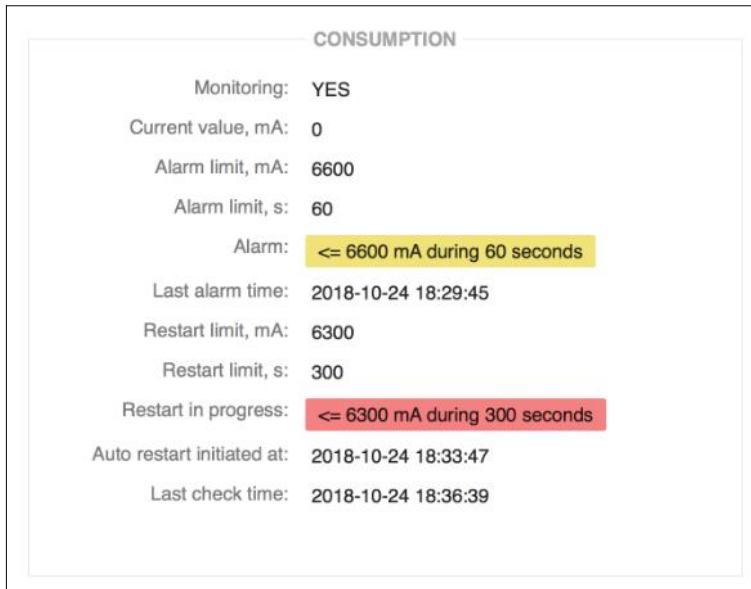 CONSUMPTION
Monitoring: YES
Current value, mA: 0
Alarm limit, mA: 6600
Alarm limit, s: 60
Alarm: <= 6600 mA during 60 seconds
Last alarm time: 2018-10-24 18:29:45
Restart limit, mA: 6300
Restart limit, s: 300
Restart in progress: <= 6300 mA during 300 seconds
Auto restart initiated at: 2018-10-24 18:33:47
Last check time: 2018-10-24 18:36:39